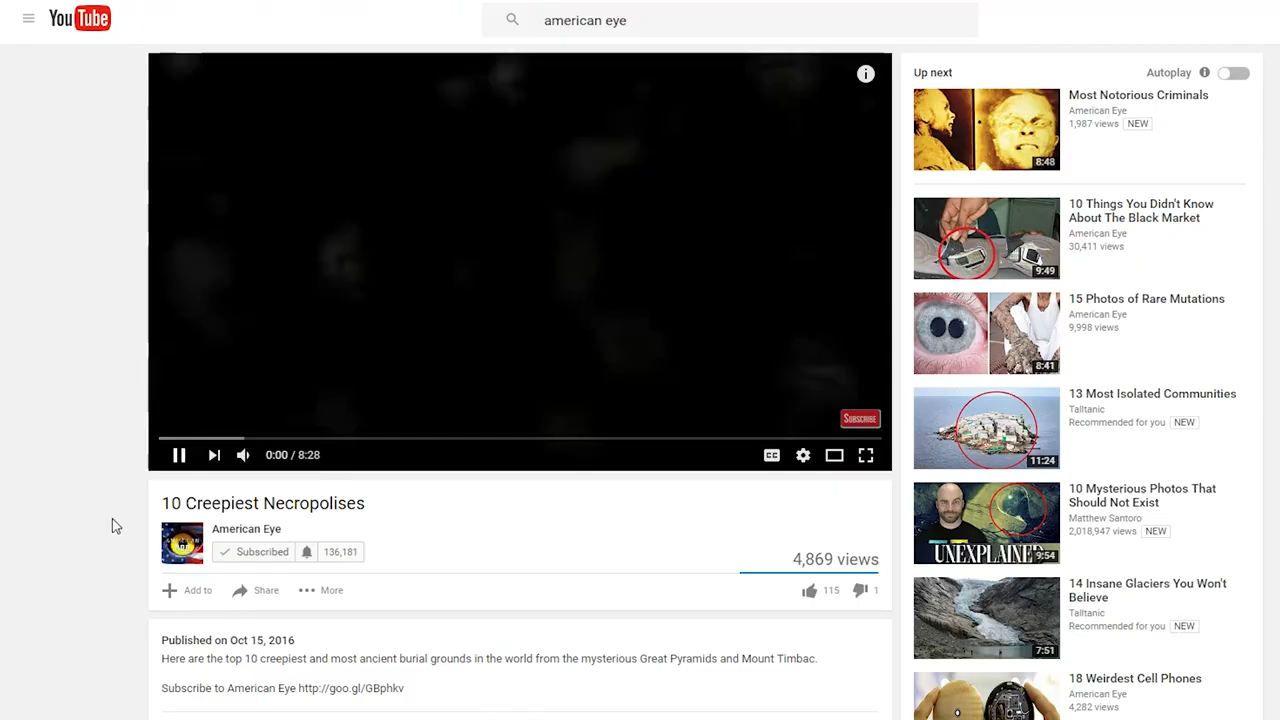 YouTube
american eye
SUBSCRIBE
0:00 / 8:28
CC
10 Creepiest Necropolises
American Eye
Subscribed 136,181
4,869 views
Add to Share More 115 1
Published on Oct 15, 2016
Here are the top 10 creepiest and most ancient burial grounds in the world from the mysterious Great Pyramids and Mount Timbac.
Subscribe to American Eye http://goo.gl/GBphkv
Up next Autoplay
Most Notorious Criminals
American Eye
1,987 views NEW
8:48
10 Things You Didn't Know
About The Black Market
American Eye
30,411 views
9:49
15 Photos of Rare Mutations
American Eye
9,998 views
8:41
13 Most Isolated Communities
Talltanic
Recommended for you NEW
11:24
10 Mysterious Photos That
Should Not Exist
Matthew Santoro
2,018,947 views NEW
UNEXPLAINED
9:54
14 Insane Glaciers You Won't
Believe
Talltanic
Recommended for you NEW
7:51
18 Weirdest Cell Phones
American Eye
4,282 views